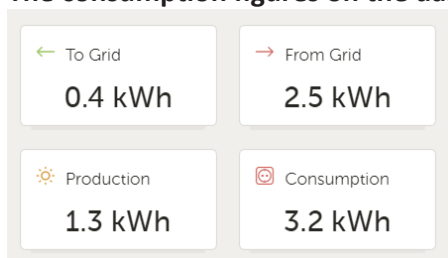 The consumption figures on the
← To Grid
0.4 kWh
→ From Grid
2.5 kWh
Production
1.3 kWh
Consumption
3.2 kWh